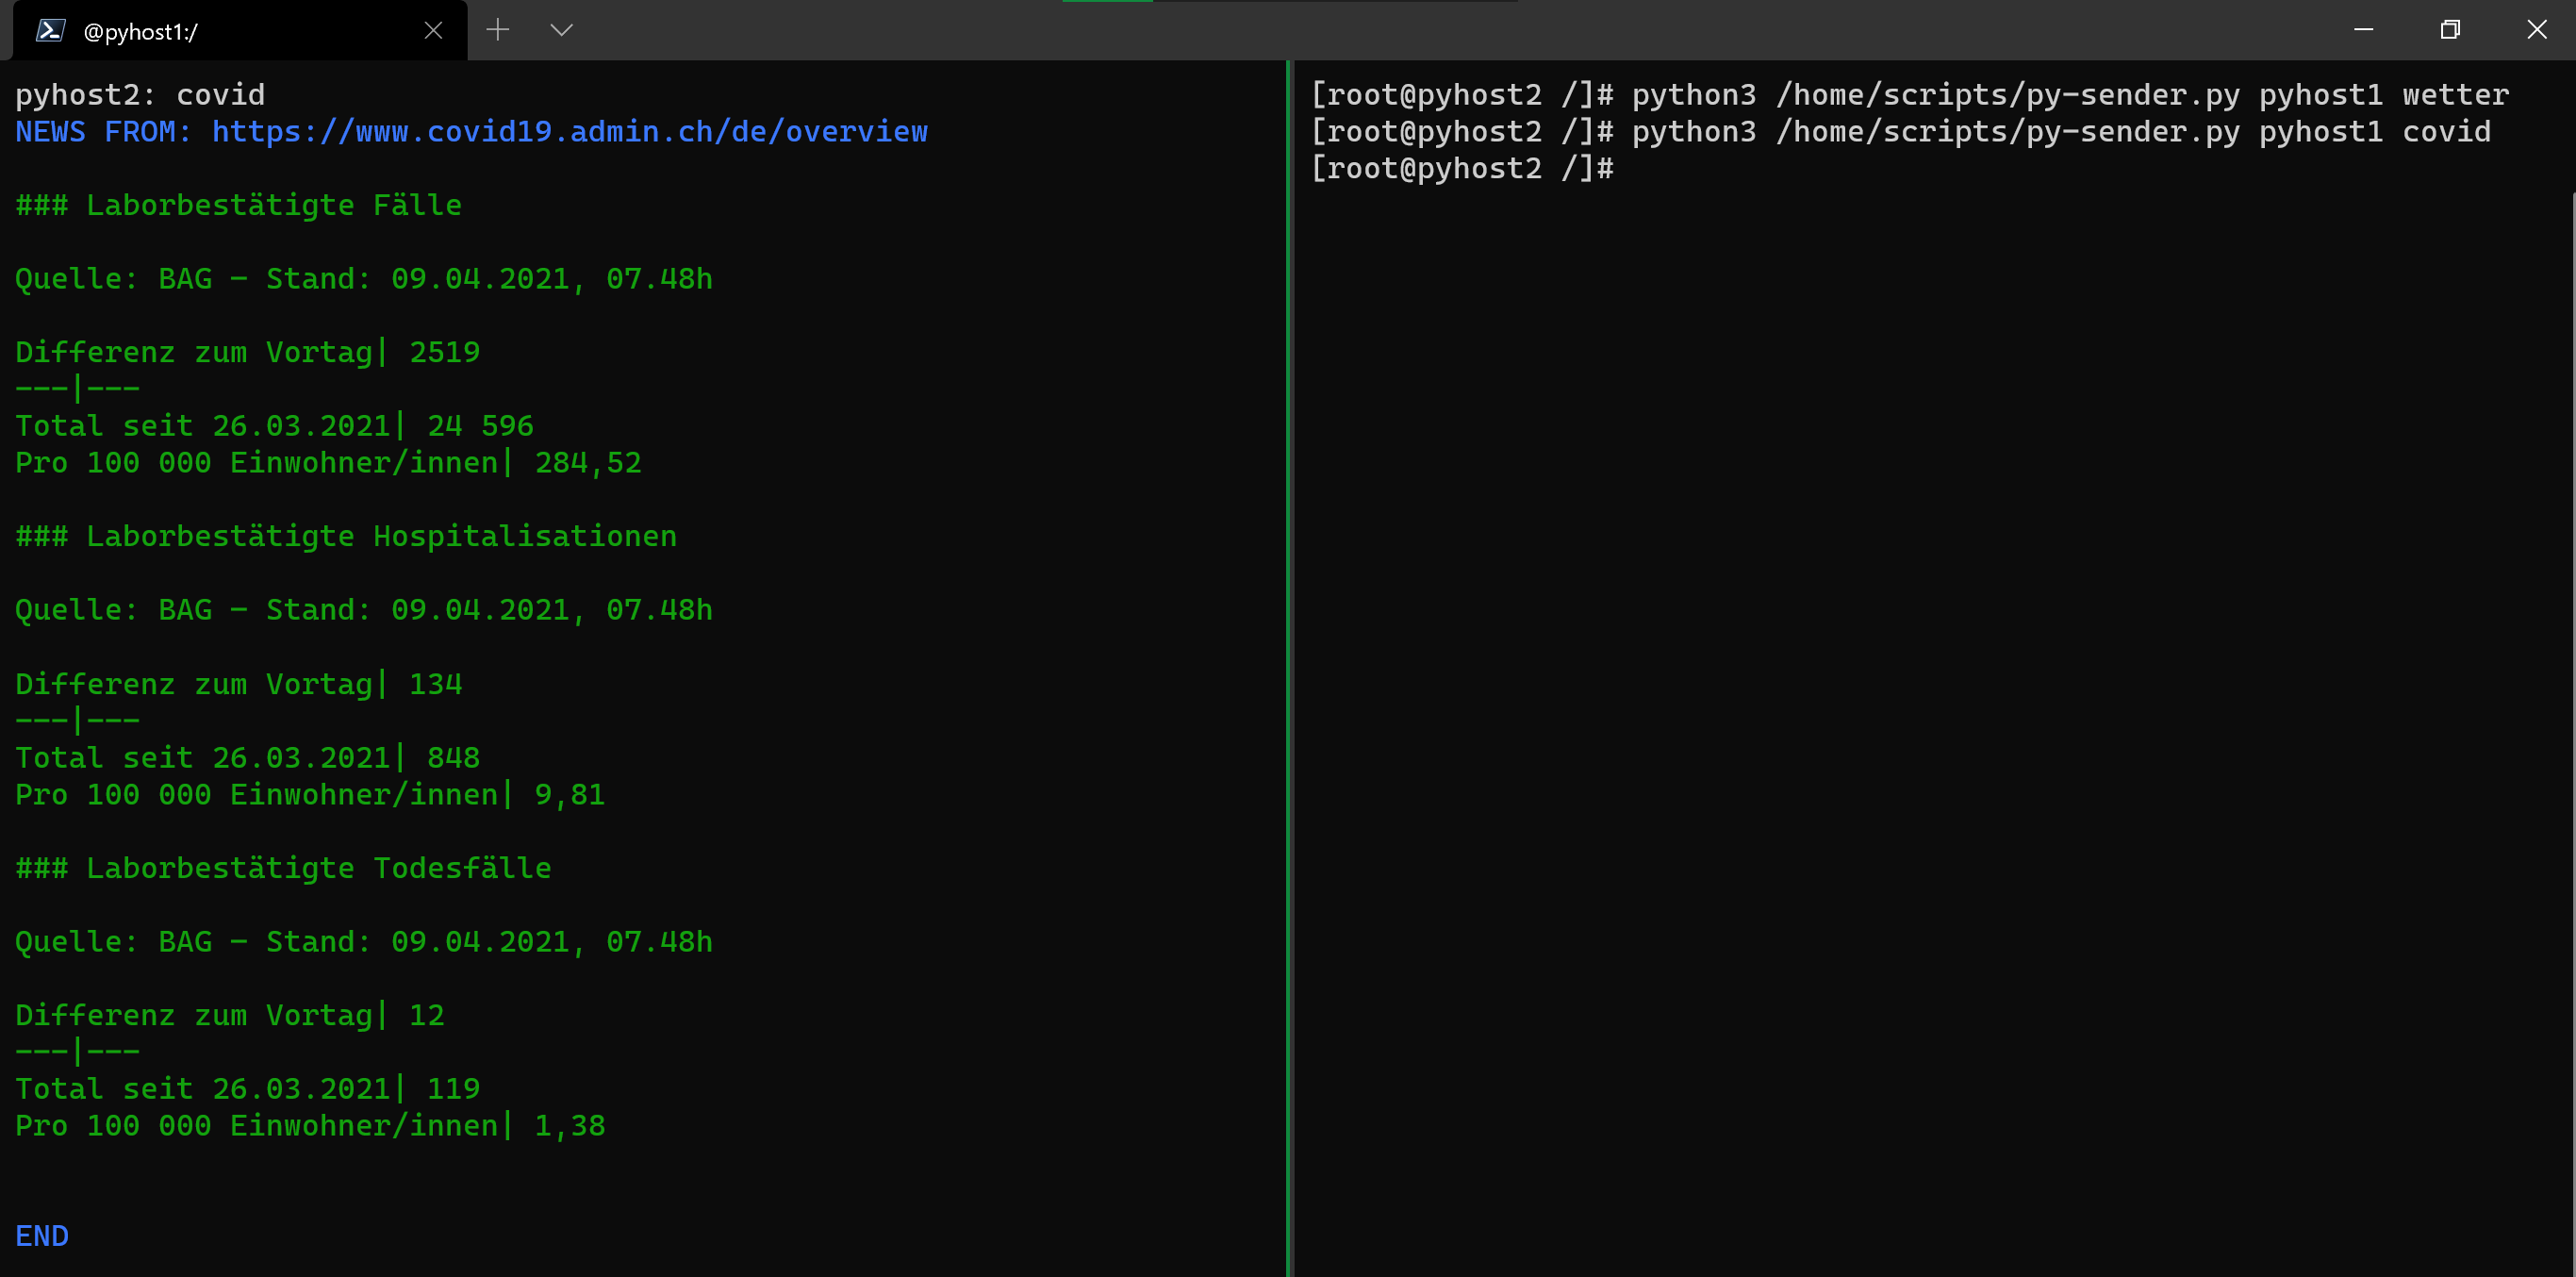 @pyhost1:/
pyhost2: covid
NEWS FROM: https://www.covid19.admin.ch/de/overview
### Laborbestätigte Fälle
Quelle: BAG – Stand: 09.04.2021, 07.48h
Differenz zum Vortag| 2519
---|---
Total seit 26.03.2021| 24 596
Pro 100 000 Einwohner/innen| 284,52
### Laborbestätigte Hospitalisationen
Quelle: BAG – Stand: 09.04.2021, 07.48h
Differenz zum Vortag| 134
---|---
Total seit 26.03.2021| 848
Pro 100 000 Einwohner/innen| 9,81
### Laborbestätigte Todesfälle
Quelle: BAG – Stand: 09.04.2021, 07.48h
Differenz zum Vortag| 12
---|---
Total seit 26.03.2021| 119
Pro 100 000 Einwohner/innen| 1,38
END
[root@pyhost2 /]# python3 /home/scripts/py-sender.py pyhost1 wetter
[root@pyhost2 /]# python3 /home/scripts/py-sender.py pyhost1 covid
[root@pyhost2 /]#